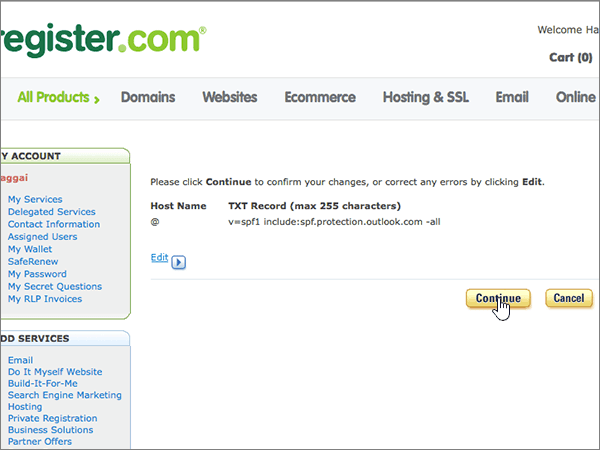 register.com®
Welcome Ha
Cart (0)
All Products ›
Domains
Websites
Ecommerce
Hosting & SSL
Email
Online
Y ACCOUNT
aggai
My Services
Delegated Services
Contact Information
Assigned Users
My Wallet
SafeRenew
My Password
My Secret Questions
My RLP Invoices
DD SERVICES
Email
Do It Myself Website
Build-It-For-Me
Search Engine Marketing
Hosting
Private Registration
Business Solutions
Partner Offers
Please click Continue to confirm your changes, or correct any errors by clicking Edit.
Host Name TXT Record (max 255 characters)
@ v=spf1 include:spf.protection.outlook.com -all
Edit
Continue
Cancel